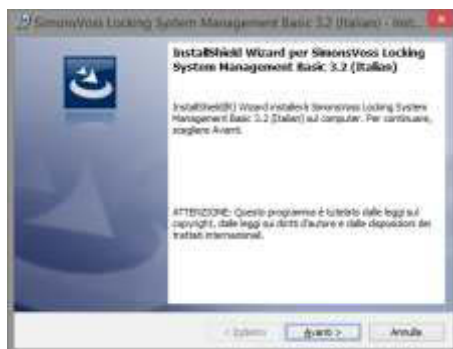 SimonsVoss Locking System Management Basic 3.2 (Italian) - Inst...
InstallShield Wizard per SimonsVoss Locking
System Management Basic 3.2 (Italian)
InstallShield(R) Wizard installerà SimonsVoss Locking System
Management Basic 3.2 (Italian) sul computer. Per continuare,
scegliere Avanti.
ATTENZIONE: Questo programma è tutelato dalle leggi sul
copyright, dalle leggi sui diritti d'autore e dalle disposizioni dei
trattati internazionali.
< Indietro Avanti > Annulla